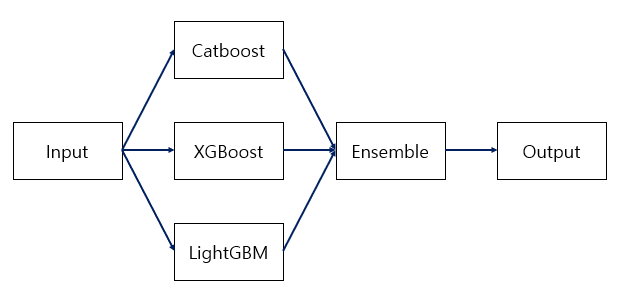 Catboost
Input
XGBoost
Ensemble
Output
LightGBM